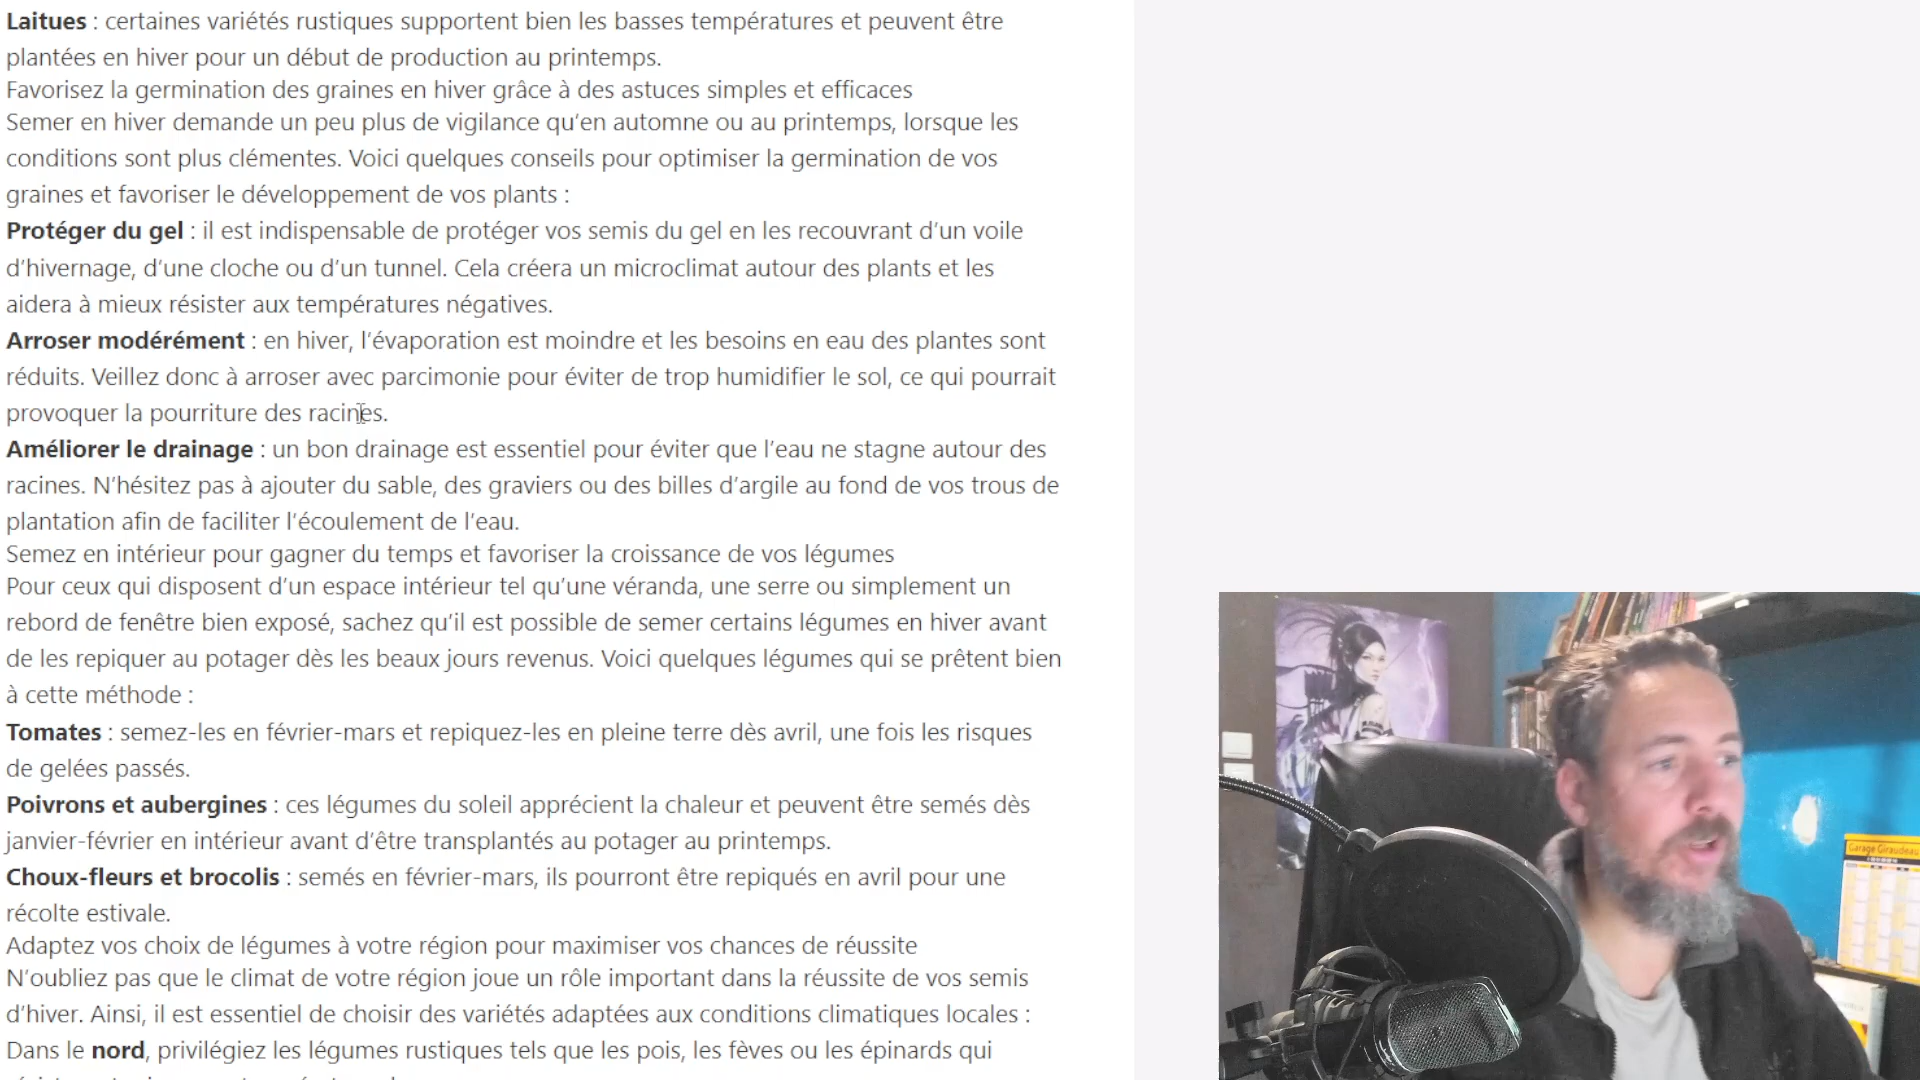 Laitues : certaines variétés rustiques supportent bien les basses températures et peuvent être
plantées en hiver pour un début de production au printemps.
Favorisez la germination des graines en hiver grâce à des astuces simples et efficaces
Semer en hiver demande un peu plus de vigilance qu’en automne ou au printemps, lorsque les
conditions sont plus clémentes. Voici quelques conseils pour optimiser la germination de vos
graines et favoriser le développement de vos plants :
Protéger du gel : il est indispensable de protéger vos semis du gel en les recouvrant d’un voile
d’hivernage, d’une cloche ou d’un tunnel. Cela créera un microclimat autour des plants et les
aidera à mieux résister aux températures négatives.
Arroser modérément : en hiver, l’évaporation est moindre et les besoins en eau des plantes sont
réduits. Veillez donc à arroser avec parcimonie pour éviter de trop humidifier le sol, ce qui pourrait
provoquer la pourriture des racines.
Améliorer le drainage : un bon drainage est essentiel pour éviter que l’eau ne stagne autour des
racines. N’hésitez pas à ajouter du sable, des graviers ou des billes d’argile au fond de vos trous de
plantation afin de faciliter l’écoulement de l’eau.
Semez en intérieur pour gagner du temps et favoriser la croissance de vos légumes
Pour ceux qui disposent d’un espace intérieur tel qu’une véranda, une serre ou simplement un
rebord de fenêtre bien exposé, sachez qu’il est possible de semer certains légumes en hiver avant
de les repiquer au potager dès les beaux jours revenus. Voici quelques légumes qui se prêtent bien
à cette méthode :
Tomates : semez-les en février-mars et repiquez-les en pleine terre dès avril, une fois les risques
de gelées passés.
Poivrons et aubergines : ces légumes du soleil apprécient la chaleur et peuvent être semés dès
janvier-février en intérieur avant d’être transplantés au potager au printemps.
Choux-fleurs et brocolis : semés en février-mars, ils pourront être repiqués en avril pour une
récolte estivale.
Adaptez vos choix de légumes à votre région pour maximiser vos chances de réussite
N’oubliez pas que le climat de votre région joue un rôle important dans la réussite de vos semis
d’hiver. Ainsi, il est essentiel de choisir des variétés adaptées aux conditions climatiques locales :
Dans le nord, privilégiez les légumes rustiques tels que les pois, les fèves ou les épinards qui
Garage Giraudeau